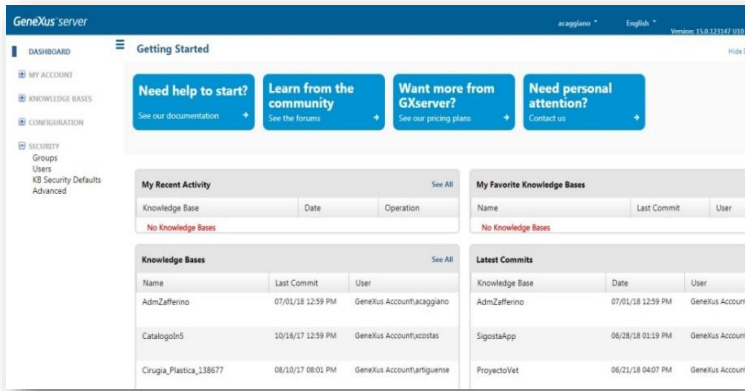 GeneXus server
acaggiano
English
Version: 15.0.123147 U10
DASHBOARD
Getting Started
Hide
MY ACCOUNT
KNOWLEDGE BASES
CONFIGURATION
SECURITY
Groups
Users
KB Security Defaults
Advanced
Need help to start?
See our documentation
Learn from the
community
See the forums
Want more from
GXserver?
See our pricing plans
Need personal
attention?
Contact us
My Recent Activity See All
Knowledge Base Date Operation
No Knowledge Bases
My Favorite Knowledge Bases
Name Last Commit User
No Knowledge Bases
Knowledge Bases See All
Name Last Commit User
AdmZafferino 07/01/18 12:59 PM GeneXus Account\acaggiano
CatalogoIn5 10/16/17 12:59 PM GeneXus Account\xcostas
Cirugia_Plastica_138677 08/10/17 08:01 PM GeneXus Account\artiguense
Latest Commits
Knowledge Base Date User
AdmZafferino 07/01/18 12:59 PM GeneXus Account
SigostaApp 06/28/18 01:19 PM GeneXus Account
ProyectoVet 06/21/18 04:07 PM GeneXus Account